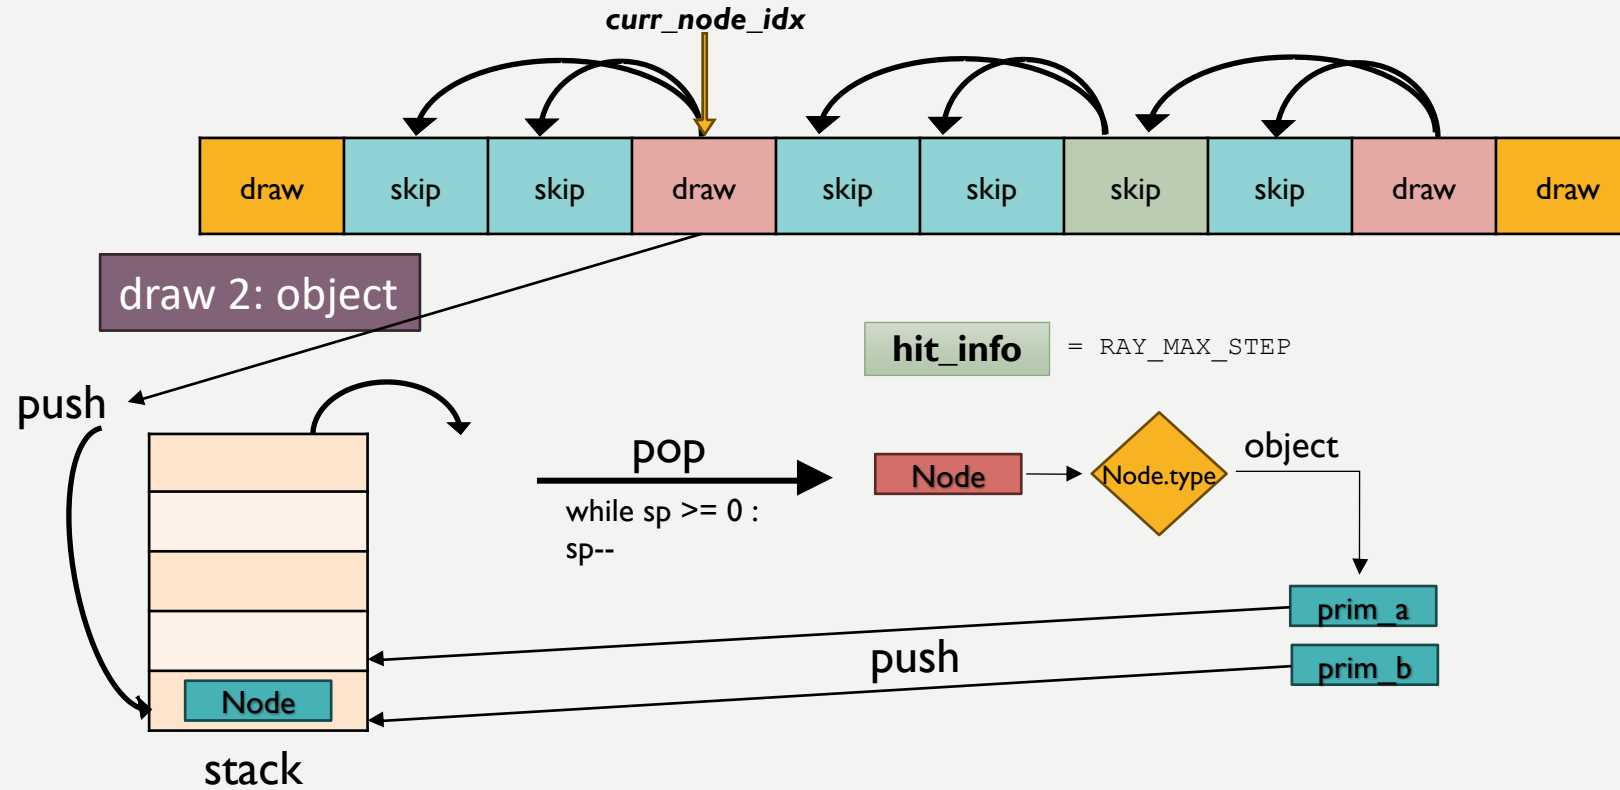 curr_node_idx
draw skip skip draw skip skip skip skip draw draw
draw 2: object
hit_info = RAY_MAX_STEP
push
pop
while sp >= 0 :
sp--
Node
Node.type
object
prim_a
push
prim_b
Node
stack